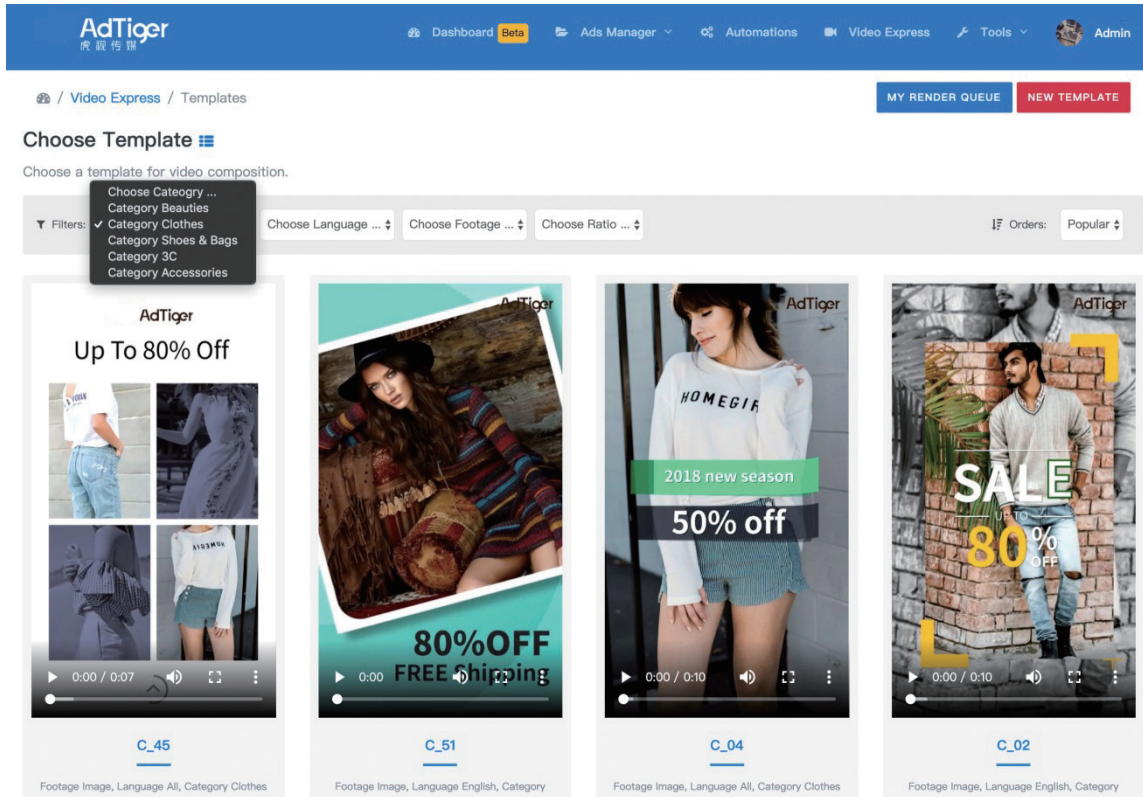 AdTiger
虎视传媒
Dashboard Beta
Ads Manager
Automations
Video Express
Tools
Admin
/ Video Express / Templates
MY RENDER QUEUE
NEW TEMPLATE
Choose Template
Choose a template for video composition.
Filters:
Choose Cateogry ...
Category Beauties
✓ Category Clothes
Category Shoes & Bags
Category 3C
Category Accessories
Choose Language ...
Choose Footage ...
Choose Ratio ...
Orders:
Popular
AdTiger
Up To 80% Off
HOMEGIR
0:00 / 0:07
C_45
Footage Image, Language All, Category Clothes
AdTiger
80%OFF
FREE Shipping
0:00
C_51
Footage Image, Language English, Category
AdTiger
HOMEGIR
2018 new season
50% off
0:00 / 0:10
C_04
Footage Image, Language All, Category Clothes
AdTiger
SALE
UP TO
80%
OFF
0:00 / 0:10
C_02
Footage Image, Language English, Category